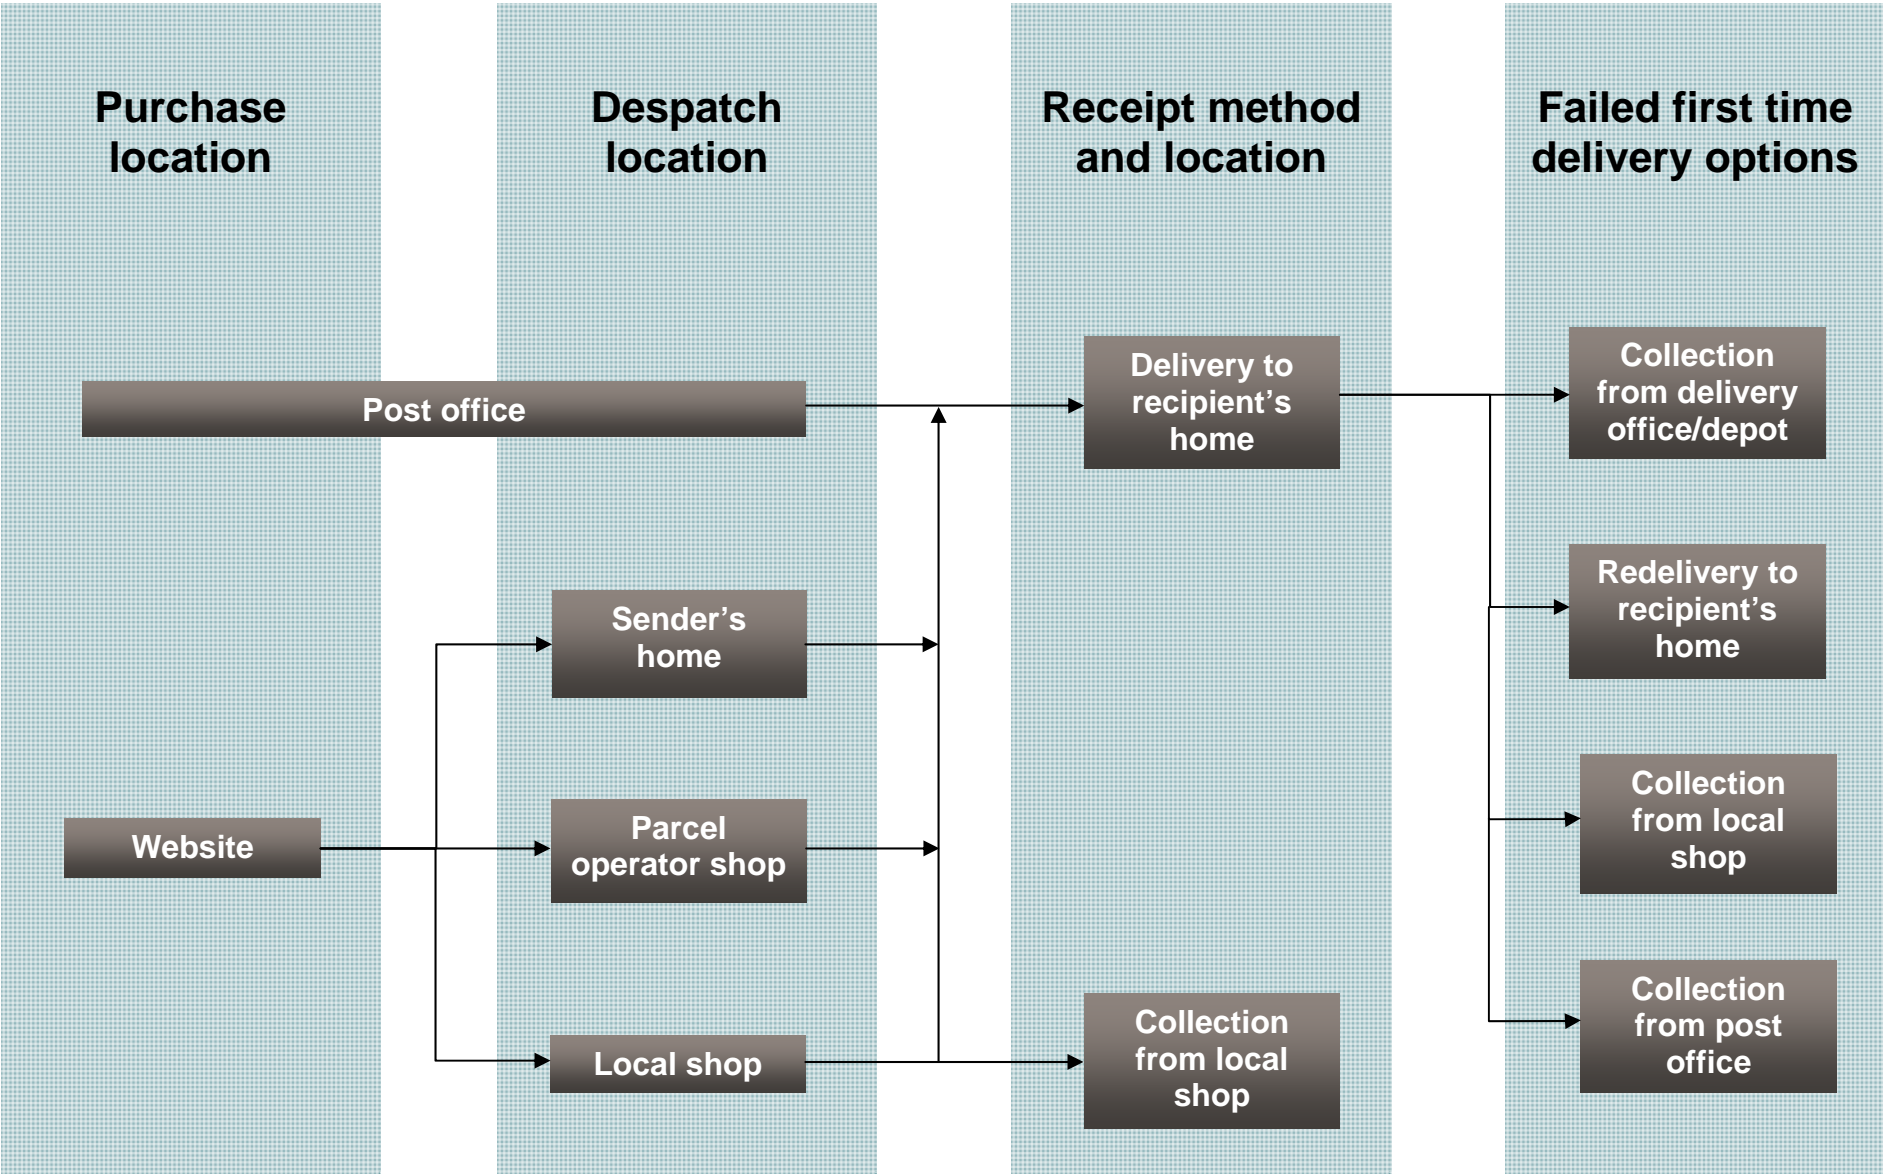 Purchase
location
Despatch
location
Receipt method
and location
Failed first time
delivery options
Post office
Delivery to
recipient’s
home
Collection
from delivery
office/depot
Sender’s
home
Redelivery to
recipient’s
home
Website
Parcel
operator shop
Collection
from local
shop
Local shop
Collection
from local
shop
Collection
from post
office